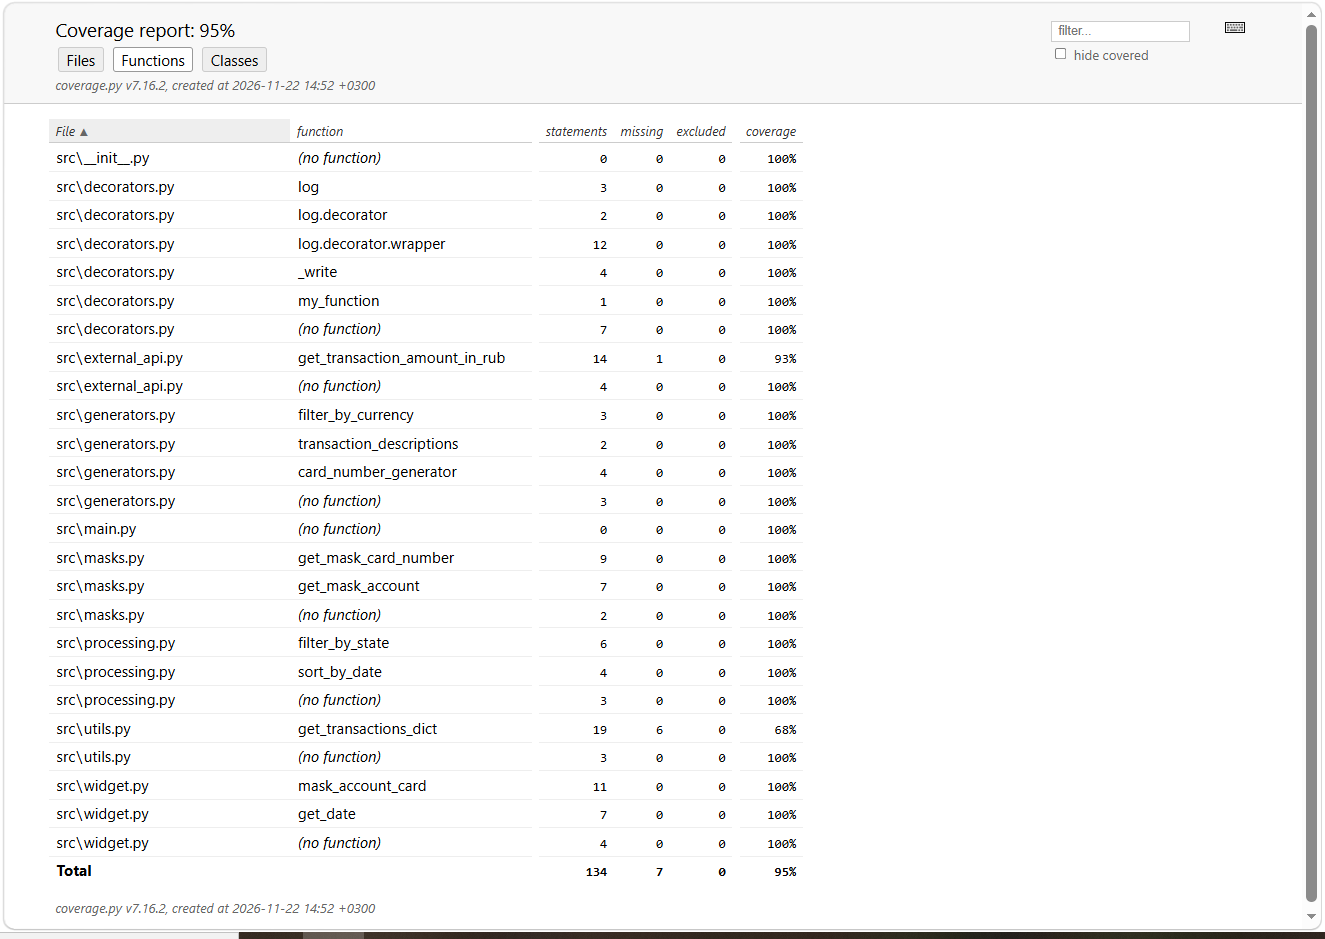 Coverage report: 95%
filter...
hide covered
Files Functions Classes
coverage.py v7.16.2, created at 2026-11-22 14:52 +0300
File ▲ function statements missing excluded coverage
src\__init__.py (no function) 0 0 0 100%
src\decorators.py log 3 0 0 100%
src\decorators.py log.decorator 2 0 0 100%
src\decorators.py log.decorator.wrapper 12 0 0 100%
src\decorators.py _write 4 0 0 100%
src\decorators.py my_function 1 0 0 100%
src\decorators.py (no function) 7 0 0 100%
src\external_api.py get_transaction_amount_in_rub 14 1 0 93%
src\external_api.py (no function) 4 0 0 100%
src\generators.py filter_by_currency 3 0 0 100%
src\generators.py transaction_descriptions 2 0 0 100%
src\generators.py card_number_generator 4 0 0 100%
src\generators.py (no function) 3 0 0 100%
src\main.py (no function) 0 0 0 100%
src\masks.py get_mask_card_number 9 0 0 100%
src\masks.py get_mask_account 7 0 0 100%
src\masks.py (no function) 2 0 0 100%
src\processing.py filter_by_state 6 0 0 100%
src\processing.py sort_by_date 4 0 0 100%
src\processing.py (no function) 3 0 0 100%
src\utils.py get_transactions_dict 19 6 0 68%
src\utils.py (no function) 3 0 0 100%
src\widget.py mask_account_card 11 0 0 100%
src\widget.py get_date 7 0 0 100%
src\widget.py (no function) 4 0 0 100%
Total 134 7 0 95%
coverage.py v7.16.2, created at 2026-11-22 14:52 +0300